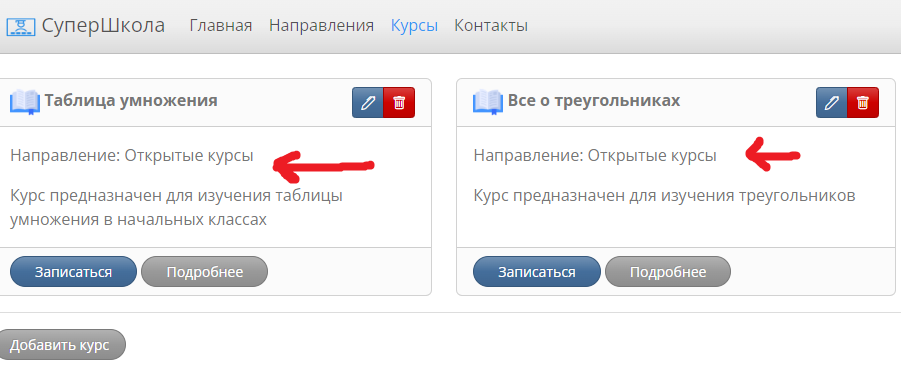 СуперШкола Главная Направления Курсы Контакты
Таблица умножения
Направление: Открытые курсы
Курс предназначен для изучения таблицы
умножения в начальных классах
Записаться Подробнее
Все о треугольниках
Направление: Открытые курсы
Курс предназначен для изучения треугольников
Записаться Подробнее
Добавить курс